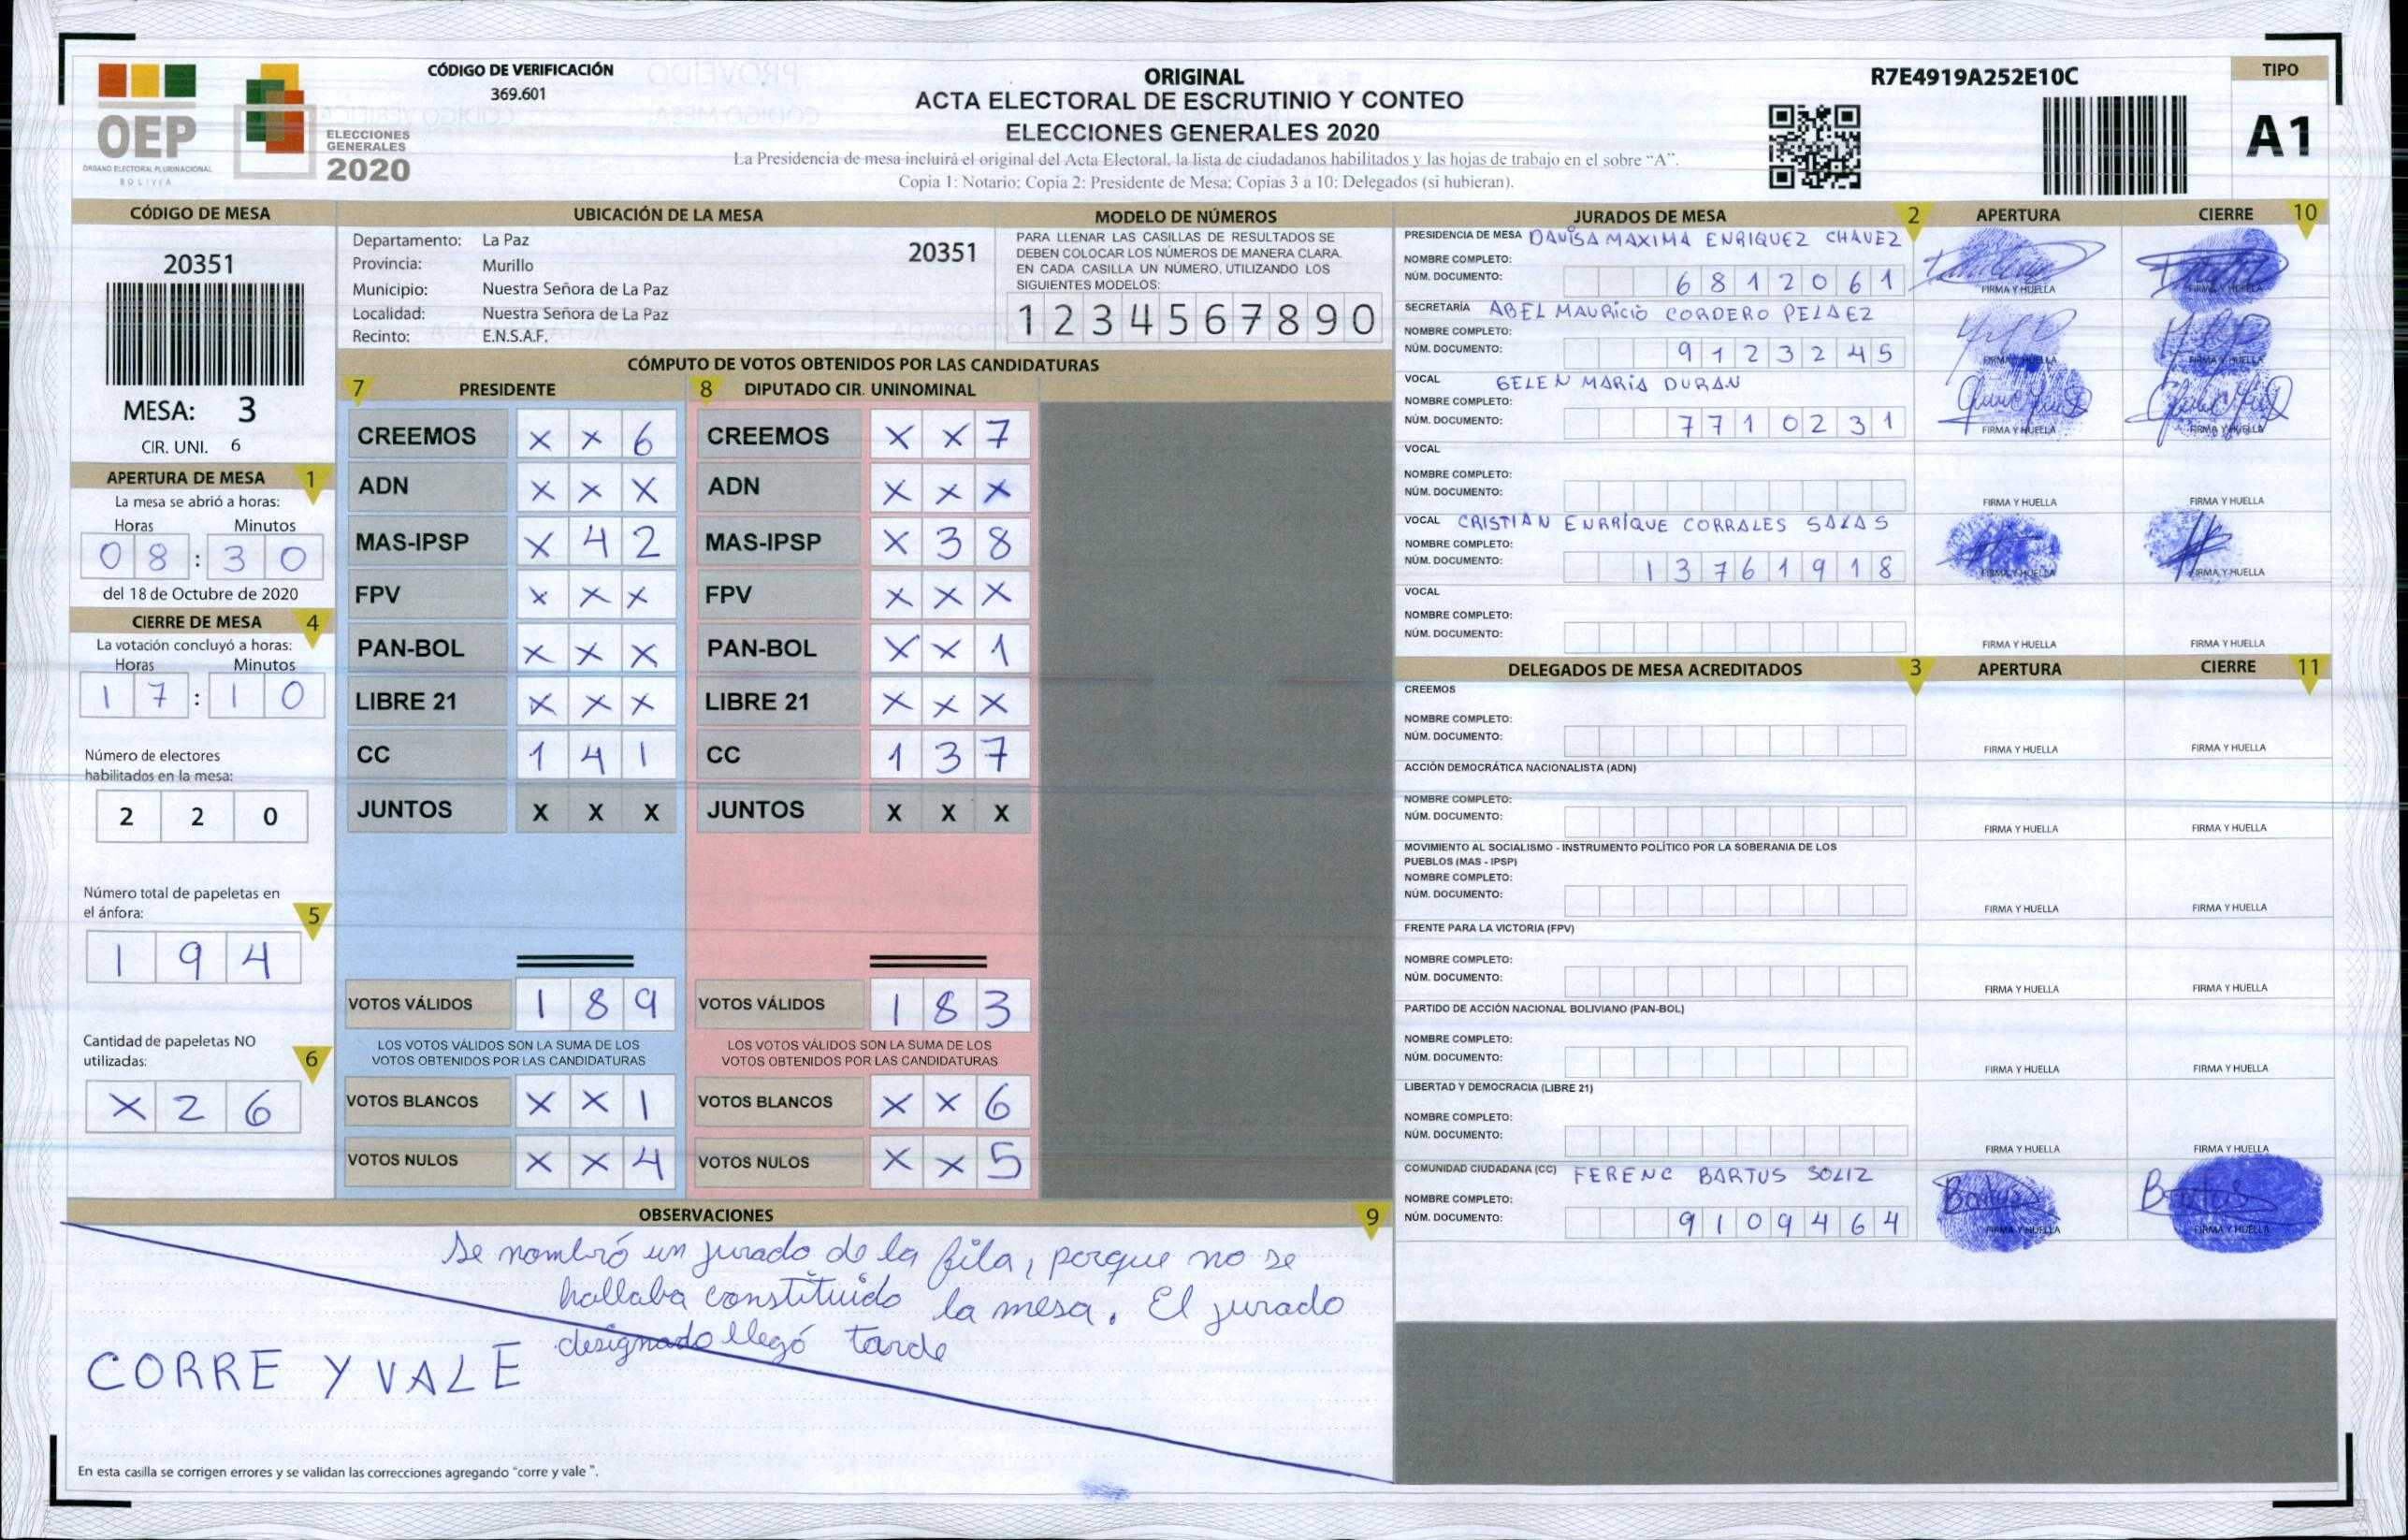 CÓDIGO DE VERIFICACIÓN
369.601
OEP
ÓRGANO ELECTORAL PLURINACIONAL
BOLIVIA
ELECCIONES
GENERALES
2020
ORIGINAL
ACTA ELECTORAL DE ESCRUTINIO Y CONTEO
ELECCIONES GENERALES 2020
La Presidencia de mesa incluirá el original del Acta Electoral, la lista de ciudadanos habilitados y las hojas de trabajo en el sobre “A”.
Copia 1: Notario: Copia 2: Presidente de Mesa: Copias 3 a 10: Delegados (si hubieran).
R7E4919A252E10C
TIPO
A1
CÓDIGO DE MESA
20351
MESA: 3
CIR. UNI. 6
APERTURA DE MESA 1
La mesa se abrió a horas:
Horas Minutos
0 8 : 3 0
del 18 de Octubre de 2020
CIERRE DE MESA 4
La votación concluyó a horas:
Horas Minutos
1 7 : 1 0
Número de electores
habilitados en la mesa:
2 2 0
Número total de papeletas en
el ánfora: 5
1 9 4
Cantidad de papeletas NO
utilizadas: 6
X 2 6
UBICACIÓN DE LA MESA
Departamento: La Paz 20351
Provincia: Murillo
Municipio: Nuestra Señora de La Paz
Localidad: Nuestra Señora de La Paz
Recinto: E.N.S.A.F.
MODELO DE NÚMEROS
PARA LLENAR LAS CASILLAS DE RESULTADOS SE
DEBEN COLOCAR LOS NÚMEROS DE MANERA CLARA.
EN CADA CASILLA UN NÚMERO, UTILIZANDO LOS
SIGUIENTES MODELOS:
1 2 3 4 5 6 7 8 9 0
CÓMPUTO DE VOTOS OBTENIDOS POR LAS CANDIDATURAS
7 PRESIDENTE 8 DIPUTADO CIR. UNINOMINAL
CREEMOS X X 6 CREEMOS X X 7
ADN X X X ADN X X X
MAS-IPSP X 4 2 MAS-IPSP X 3 8
FPV X X X FPV X X X
PAN-BOL X X X PAN-BOL X X 1
LIBRE 21 X X X LIBRE 21 X X X
CC 1 4 1 CC 1 3 7
JUNTOS X X X JUNTOS X X X
VOTOS VÁLIDOS 1 8 9 VOTOS VÁLIDOS 1 8 3
LOS VOTOS VÁLIDOS SON LA SUMA DE LOS LOS VOTOS VÁLIDOS SON LA SUMA DE LOS
VOTOS OBTENIDOS POR LAS CANDIDATURAS VOTOS OBTENIDOS POR LAS CANDIDATURAS
VOTOS BLANCOS X X 1 VOTOS BLANCOS X X 6
VOTOS NULOS X X 4 VOTOS NULOS X X 5
OBSERVACIONES 9
Se nombró un jurado de la fila, porque no se
hallaba constituido la mesa. El jurado
designado llegó tarde
CORRE Y VALE
En esta casilla se corrigen errores y se validan las correcciones agregando "corre y vale ".
JURADOS DE MESA 2 APERTURA CIERRE 10
PRESIDENCIA DE MESA DAVISA MAXIMA ENRIQUEZ CHAVEZ
NOMBRE COMPLETO:
NÚM. DOCUMENTO: 6 8 1 2 0 6 1 FIRMA Y HUELLA FIRMA Y HUELLA
SECRETARÍA ABEL MAURICIO CORDERO PELAEZ
NOMBRE COMPLETO:
NÚM. DOCUMENTO: 9 1 2 3 2 4 5 FIRMA Y HUELLA FIRMA Y HUELLA
VOCAL BELEN MARIA DURAN
NOMBRE COMPLETO:
NÚM. DOCUMENTO: 7 7 1 0 2 3 1 FIRMA Y HUELLA FIRMA Y HUELLA
VOCAL
NOMBRE COMPLETO:
NÚM. DOCUMENTO: FIRMA Y HUELLA FIRMA Y HUELLA
VOCAL CRISTIAN ENRRIQUE CORRALES SALAS
NOMBRE COMPLETO:
NÚM. DOCUMENTO: 1 3 7 6 1 9 1 8 FIRMA Y HUELLA FIRMA Y HUELLA
VOCAL
NOMBRE COMPLETO:
NÚM. DOCUMENTO: FIRMA Y HUELLA FIRMA Y HUELLA
DELEGADOS DE MESA ACREDITADOS 3 APERTURA CIERRE 11
CREEMOS
NOMBRE COMPLETO:
NÚM. DOCUMENTO: FIRMA Y HUELLA FIRMA Y HUELLA
ACCIÓN DEMOCRÁTICA NACIONALISTA (ADN)
NOMBRE COMPLETO:
NÚM. DOCUMENTO: FIRMA Y HUELLA FIRMA Y HUELLA
MOVIMIENTO AL SOCIALISMO - INSTRUMENTO POLÍTICO POR LA SOBERANIA DE LOS
PUEBLOS (MAS - IPSP)
NOMBRE COMPLETO:
NÚM. DOCUMENTO: FIRMA Y HUELLA FIRMA Y HUELLA
FRENTE PARA LA VICTORIA (FPV)
NOMBRE COMPLETO:
NÚM. DOCUMENTO: FIRMA Y HUELLA FIRMA Y HUELLA
PARTIDO DE ACCIÓN NACIONAL BOLIVIANO (PAN-BOL)
NOMBRE COMPLETO:
NÚM. DOCUMENTO: FIRMA Y HUELLA FIRMA Y HUELLA
LIBERTAD Y DEMOCRACIA (LIBRE 21)
NOMBRE COMPLETO:
NÚM. DOCUMENTO: FIRMA Y HUELLA FIRMA Y HUELLA
COMUNIDAD CIUDADANA (CC) FERENC BARTUS SOLIZ
NOMBRE COMPLETO:
NÚM. DOCUMENTO: 9 1 0 9 4 6 4 Bartus FIRMA Y HUELLA Bartus FIRMA Y HUELLA